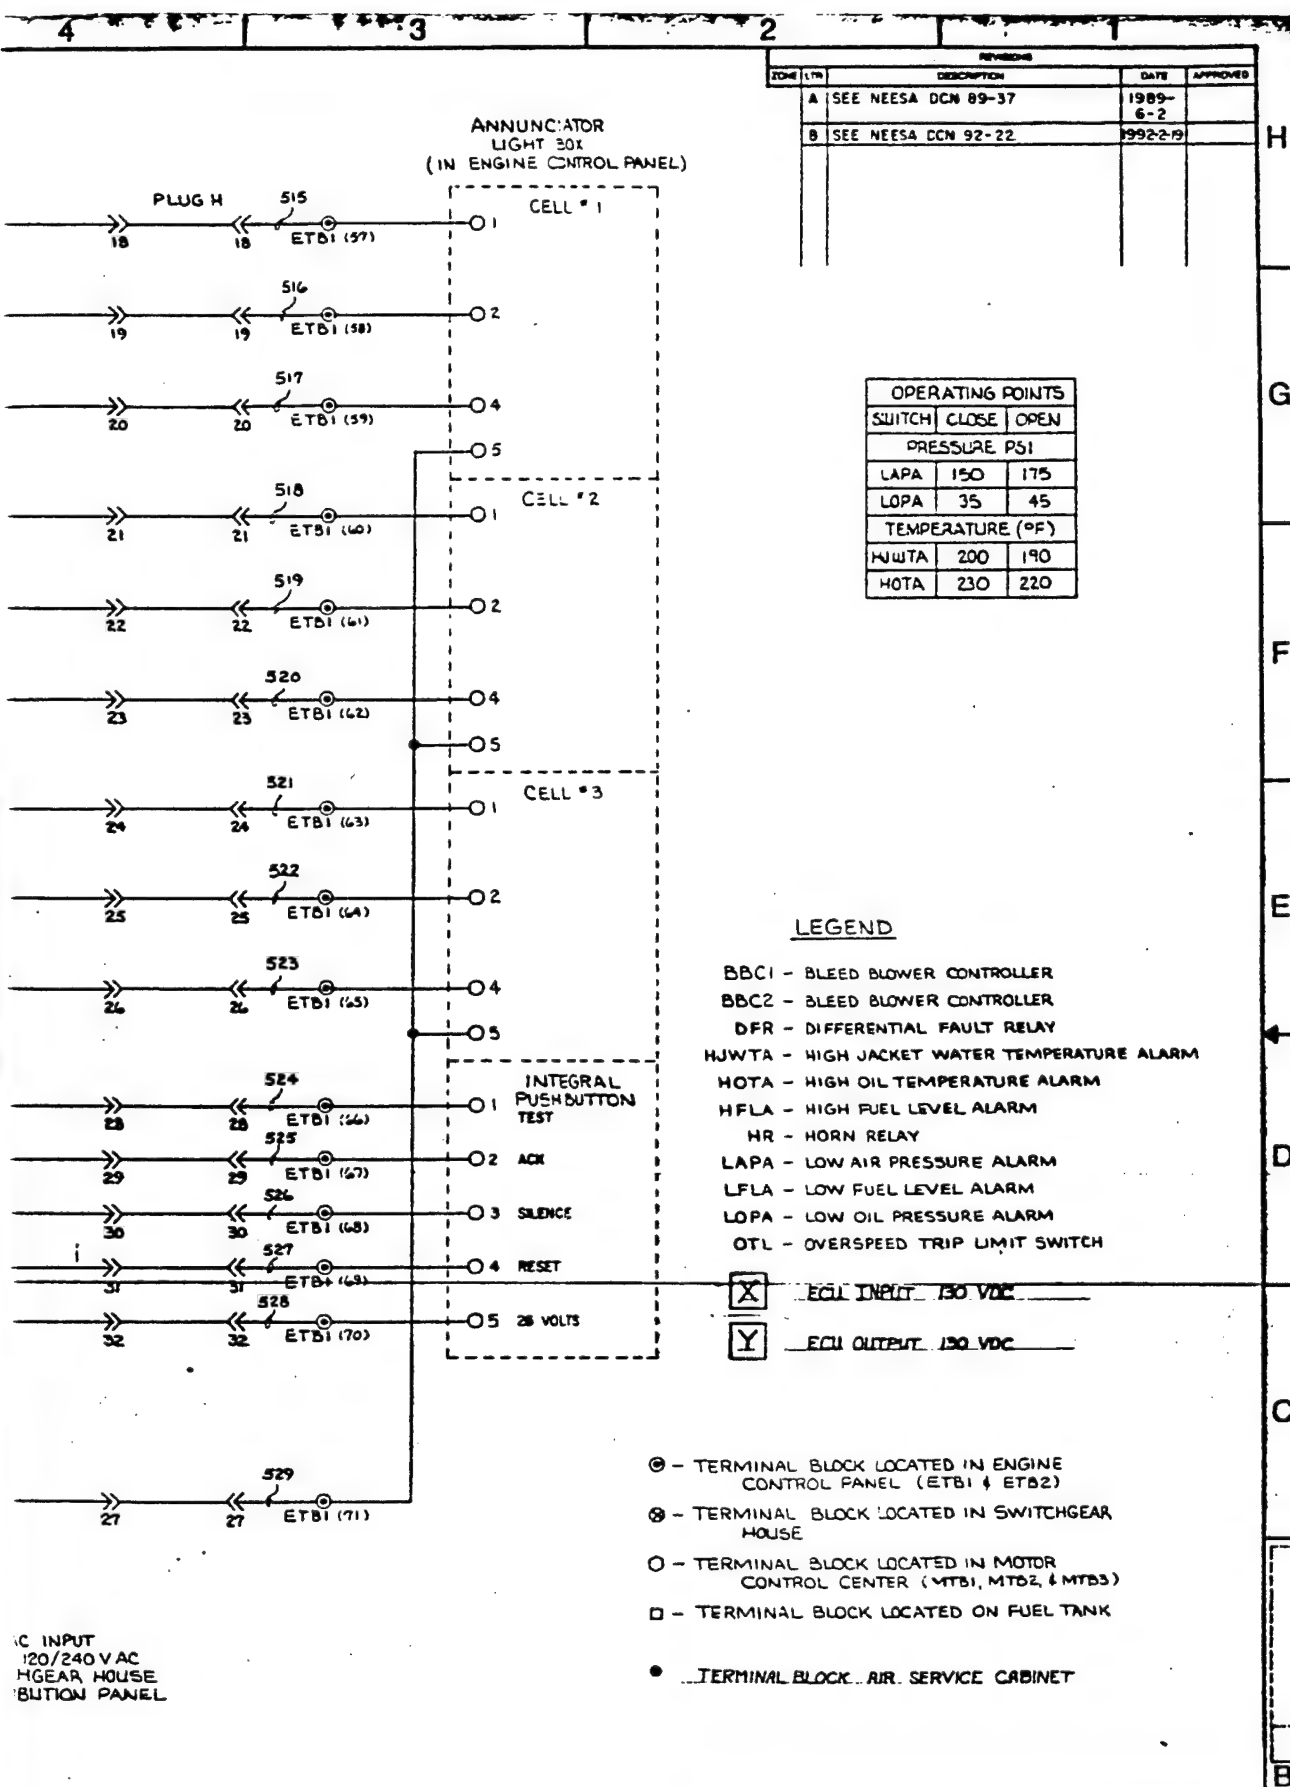 4 3 2
REVISIONS
ZONE LTR DESCRIPTION DATE APPROVED
A SEE NEESA DCN 89-37 1989-
6-2
B SEE NEESA DCN 92-22 1992-2-19
H
ANNUNCIATOR
LIGHT BOX
(IN ENGINE CONTROL PANEL)
PLUG H 515 CELL #1
18 18 ETB1 (57) 1
516
19 19 ETB1 (58) 2
517
20 20 ETB1 (59) 4
5
G
OPERATING POINTS
SWITCH CLOSE OPEN
PRESSURE PSI
LAPA 150 175
LOPA 35 45
TEMPERATURE (°F)
HJWTA 200 190
HOTA 230 220
518 CELL #2
21 21 ETB1 (60) 1
519
22 22 ETB1 (61) 2
520
23 23 ETB1 (62) 4
5
F
521 CELL #3
24 24 ETB1 (63) 1
522
25 25 ETB1 (64) 2
523
26 26 ETB1 (65) 4
5
E
LEGEND
BBC1 - BLEED BLOWER CONTROLLER
BBC2 - BLEED BLOWER CONTROLLER
DFR - DIFFERENTIAL FAULT RELAY
HJWTA - HIGH JACKET WATER TEMPERATURE ALARM
HOTA - HIGH OIL TEMPERATURE ALARM
HFLA - HIGH FUEL LEVEL ALARM
HR - HORN RELAY
LAPA - LOW AIR PRESSURE ALARM
LFLA - LOW FUEL LEVEL ALARM
LOPA - LOW OIL PRESSURE ALARM
OTL - OVERSPEED TRIP LIMIT SWITCH
X ECU INPUT 130 VDC
Y ECU OUTPUT 130 VDC
D
INTEGRAL
PUSHBUTTON
524
28 28 ETB1 (66) 1 TEST
525
29 29 ETB1 (67) 2 ACK
526
30 30 ETB1 (68) 3 SILENCE
527
31 31 ETB1 (69) 4 RESET
528
32 32 ETB1 (70) 5 28 VOLTS
C
529
27 27 ETB1 (71)
- TERMINAL BLOCK LOCATED IN ENGINE
CONTROL PANEL (ETB1 & ETB2)
- TERMINAL BLOCK LOCATED IN SWITCHGEAR
HOUSE
- TERMINAL BLOCK LOCATED IN MOTOR
CONTROL CENTER (MTB1, MTB2, & MTB3)
- TERMINAL BLOCK LOCATED ON FUEL TANK
TERMINAL BLOCK AIR SERVICE CABINET
C INPUT
120/240 V AC
HGEAR HOUSE
BUTION PANEL
B